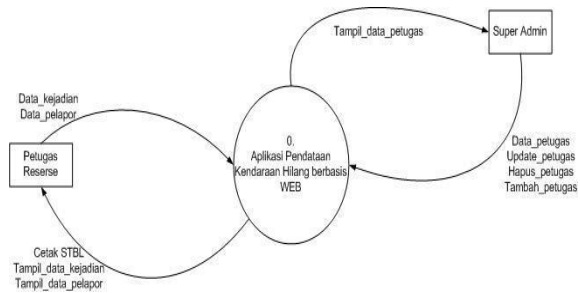 Tampil_data_petugas
Super Admin
Data_kejadian
Data_pelapor
Petugas
Reserse
0.
Aplikasi Pendataan
Kendaraan Hilang berbasis
WEB
Data_petugas
Update_petugas
Hapus_petugas
Tambah_petugas
Cetak STBL
Tampil_data_kejadian
Tampil_data_pelapor